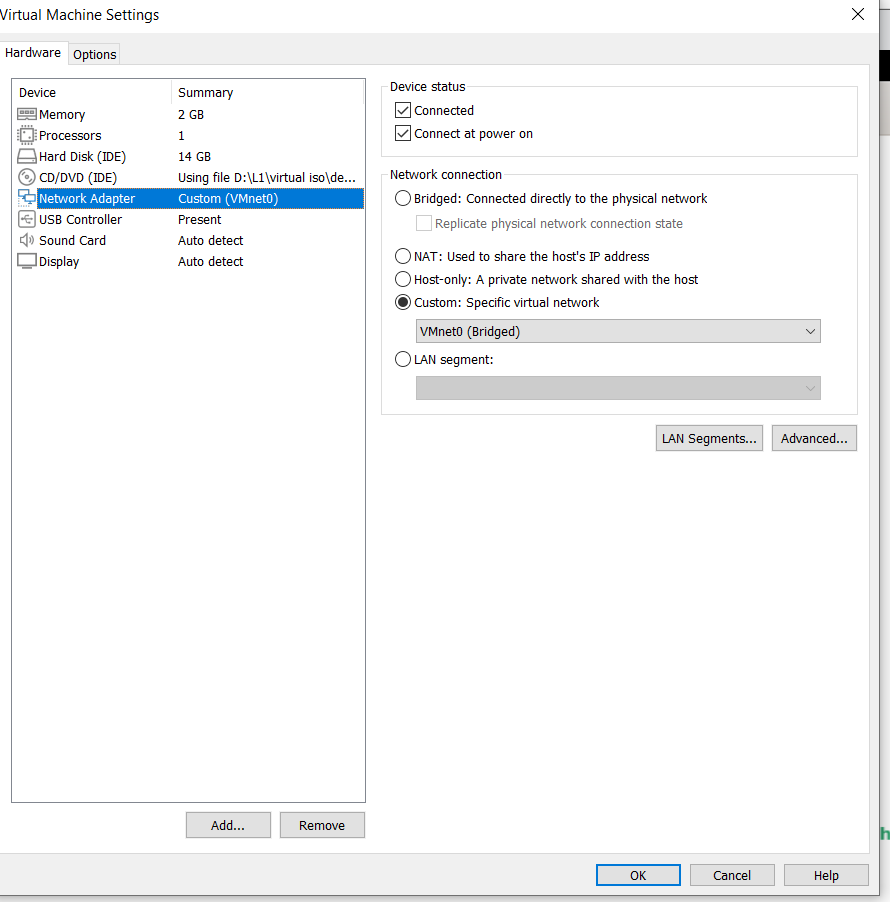 Virtual Machine Settings
Hardware
Options
Device Summary
Memory 2 GB
Processors 1
Hard Disk (IDE) 14 GB
CD/DVD (IDE) Using file D:\L1\virtual iso\de...
Network Adapter Custom (VMnet0)
USB Controller Present
Sound Card Auto detect
Display Auto detect
Add...
Remove
Device status
Connected
Connect at power on
Network connection
Bridged: Connected directly to the physical network
Replicate physical network connection state
NAT: Used to share the host's IP address
Host-only: A private network shared with the host
Custom: Specific virtual network
VMnet0 (Bridged)
LAN segment:
LAN Segments...
Advanced...
OK
Cancel
Help
h